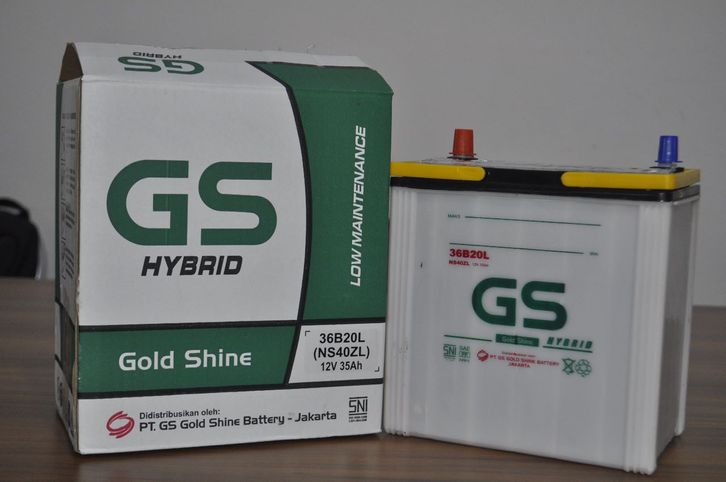 GS
HYBRID
GS
HYBRID
LOW MAINTENANCE
Gold Shine
36B20L
(NS40ZL)
12V 35Ah
Didistribusikan oleh:
PT. GS Gold Shine Battery - Jakarta
SNI
36B20L
NS40ZL
GS
Gold Shine
HYBRID
SNI
PT. GS GOLD SHINE BATTERY
JAKARTA